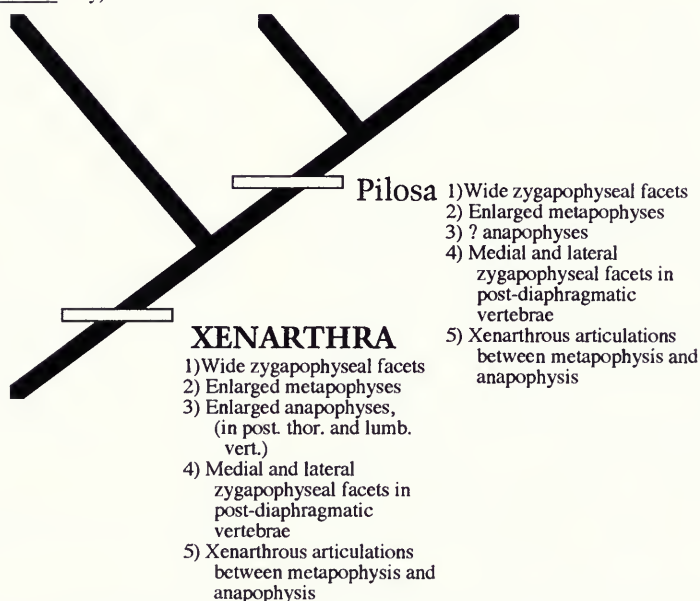 Pilosa
1)Wide zygapophyseal facets
2) Enlarged metapophyses
3) ? anapophyses
4) Medial and lateral
zygapophyseal facets in
post-diaphragmatic
vertebrae
5) Xenarthrous articulations
between metapophysis and
anapophysis
XENARTHRA
1)Wide zygapophyseal facets
2) Enlarged metapophyses
3) Enlarged anapophyses,
(in post. thor. and lumb.
vert.)
4) Medial and lateral
zygapophyseal facets in
post-diaphragmatic
vertebrae
5) Xenarthrous articulations
between metapophysis and
anapophysis